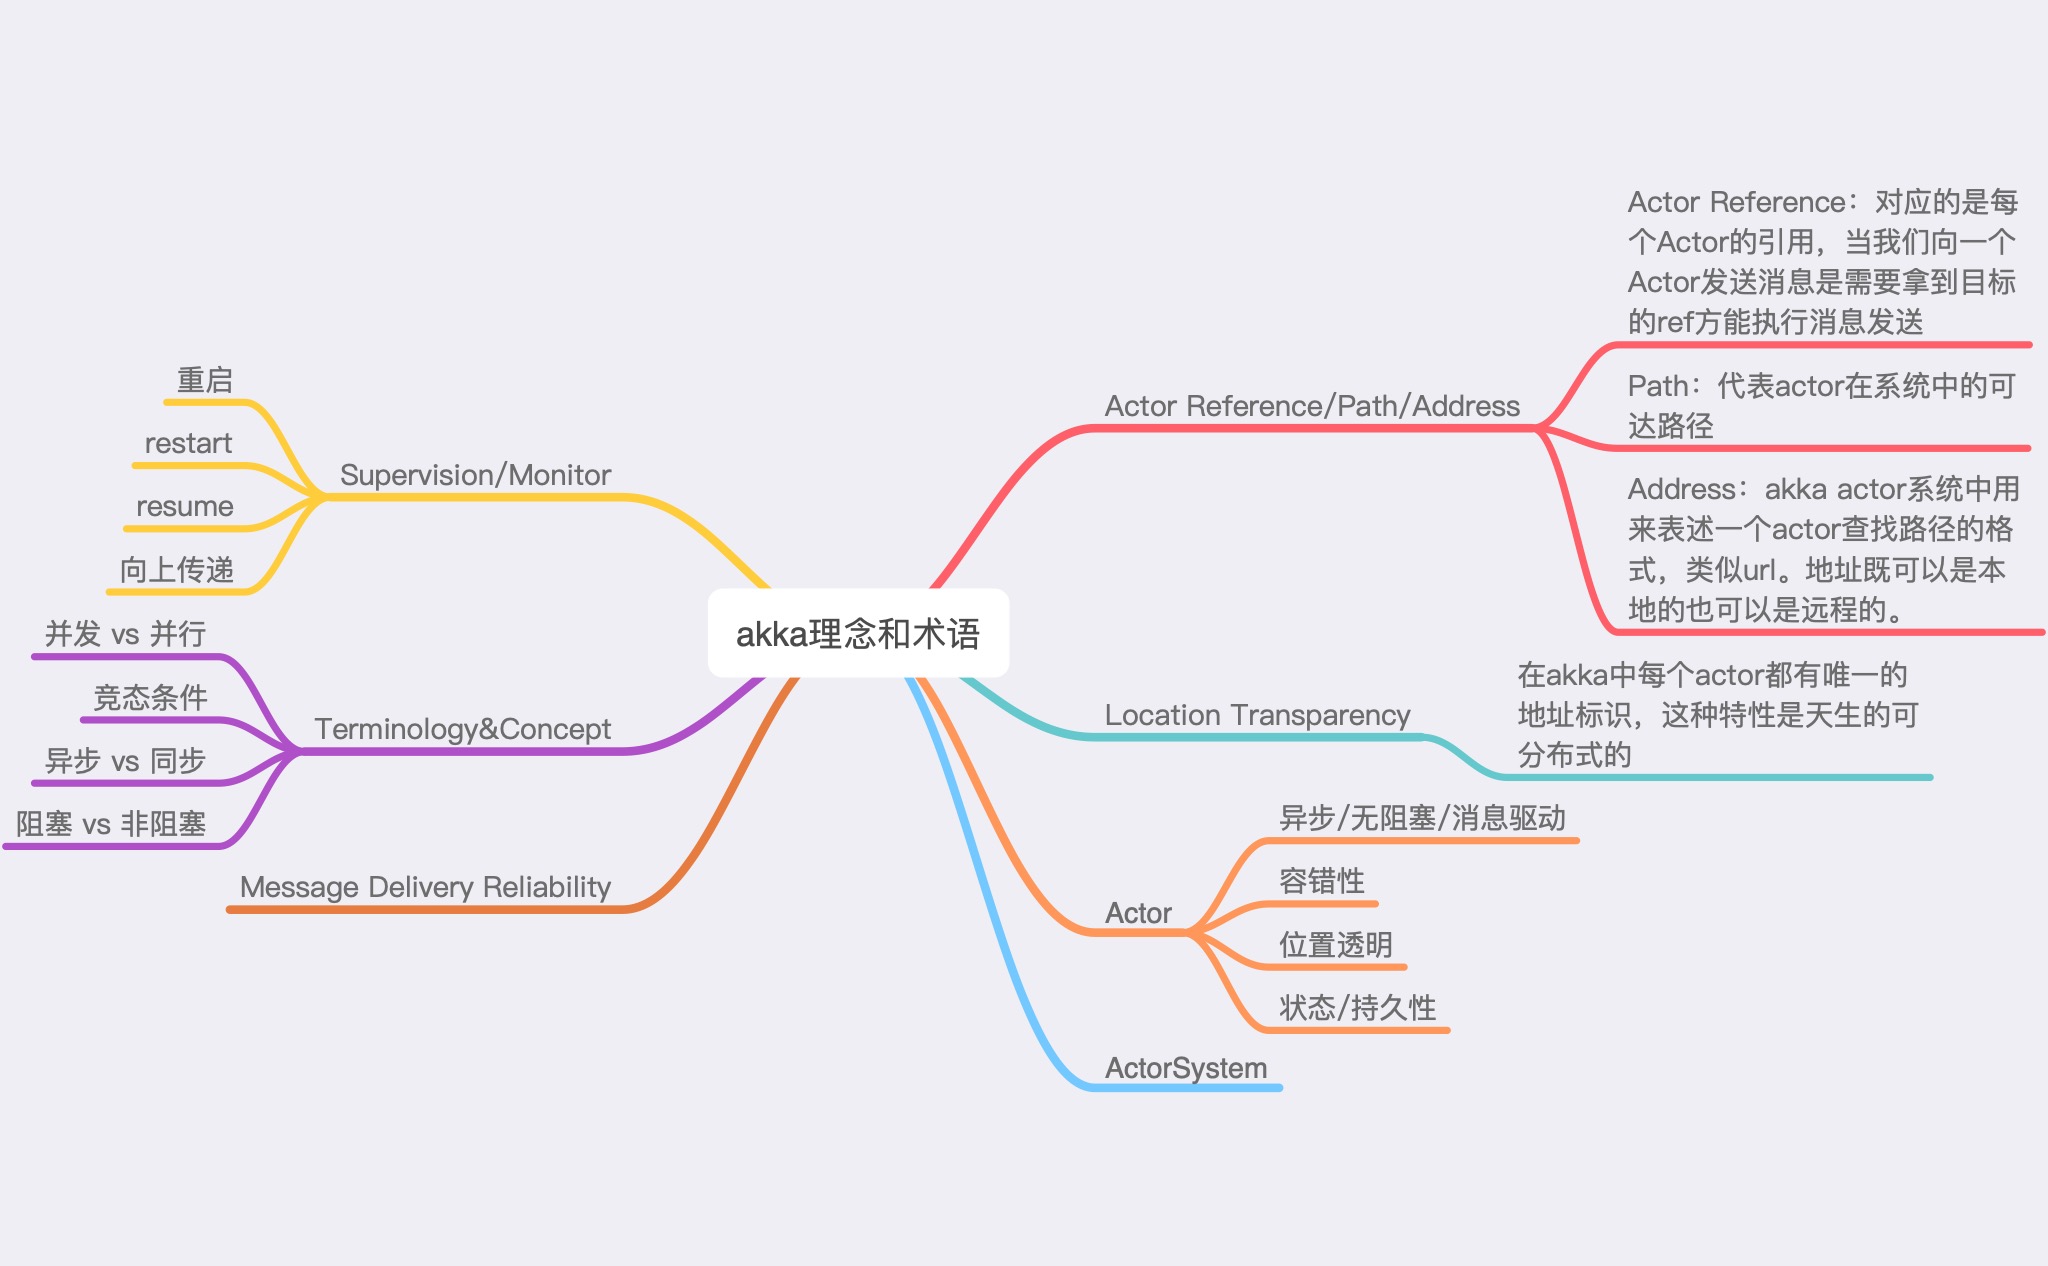 akka理念和术语
Actor Reference/Path/Address
Actor Reference：对应的是每
个Actor的引用，当我们向一个
Actor发送消息是需要拿到目标
的ref方能执行消息发送
Path：代表actor在系统中的可
达路径
Address：akka actor系统中用
来表述一个actor查找路径的格
式，类似url。地址既可以是本
地的也可以是远程的。
Location Transparency
在akka中每个actor都有唯一的
地址标识，这种特性是天生的可
分布式的
Actor
异步/无阻塞/消息驱动
容错性
位置透明
状态/持久性
ActorSystem
Supervision/Monitor
重启
restart
resume
向上传递
Terminology&Concept
并发 vs 并行
竞态条件
异步 vs 同步
阻塞 vs 非阻塞
Message Delivery Reliability